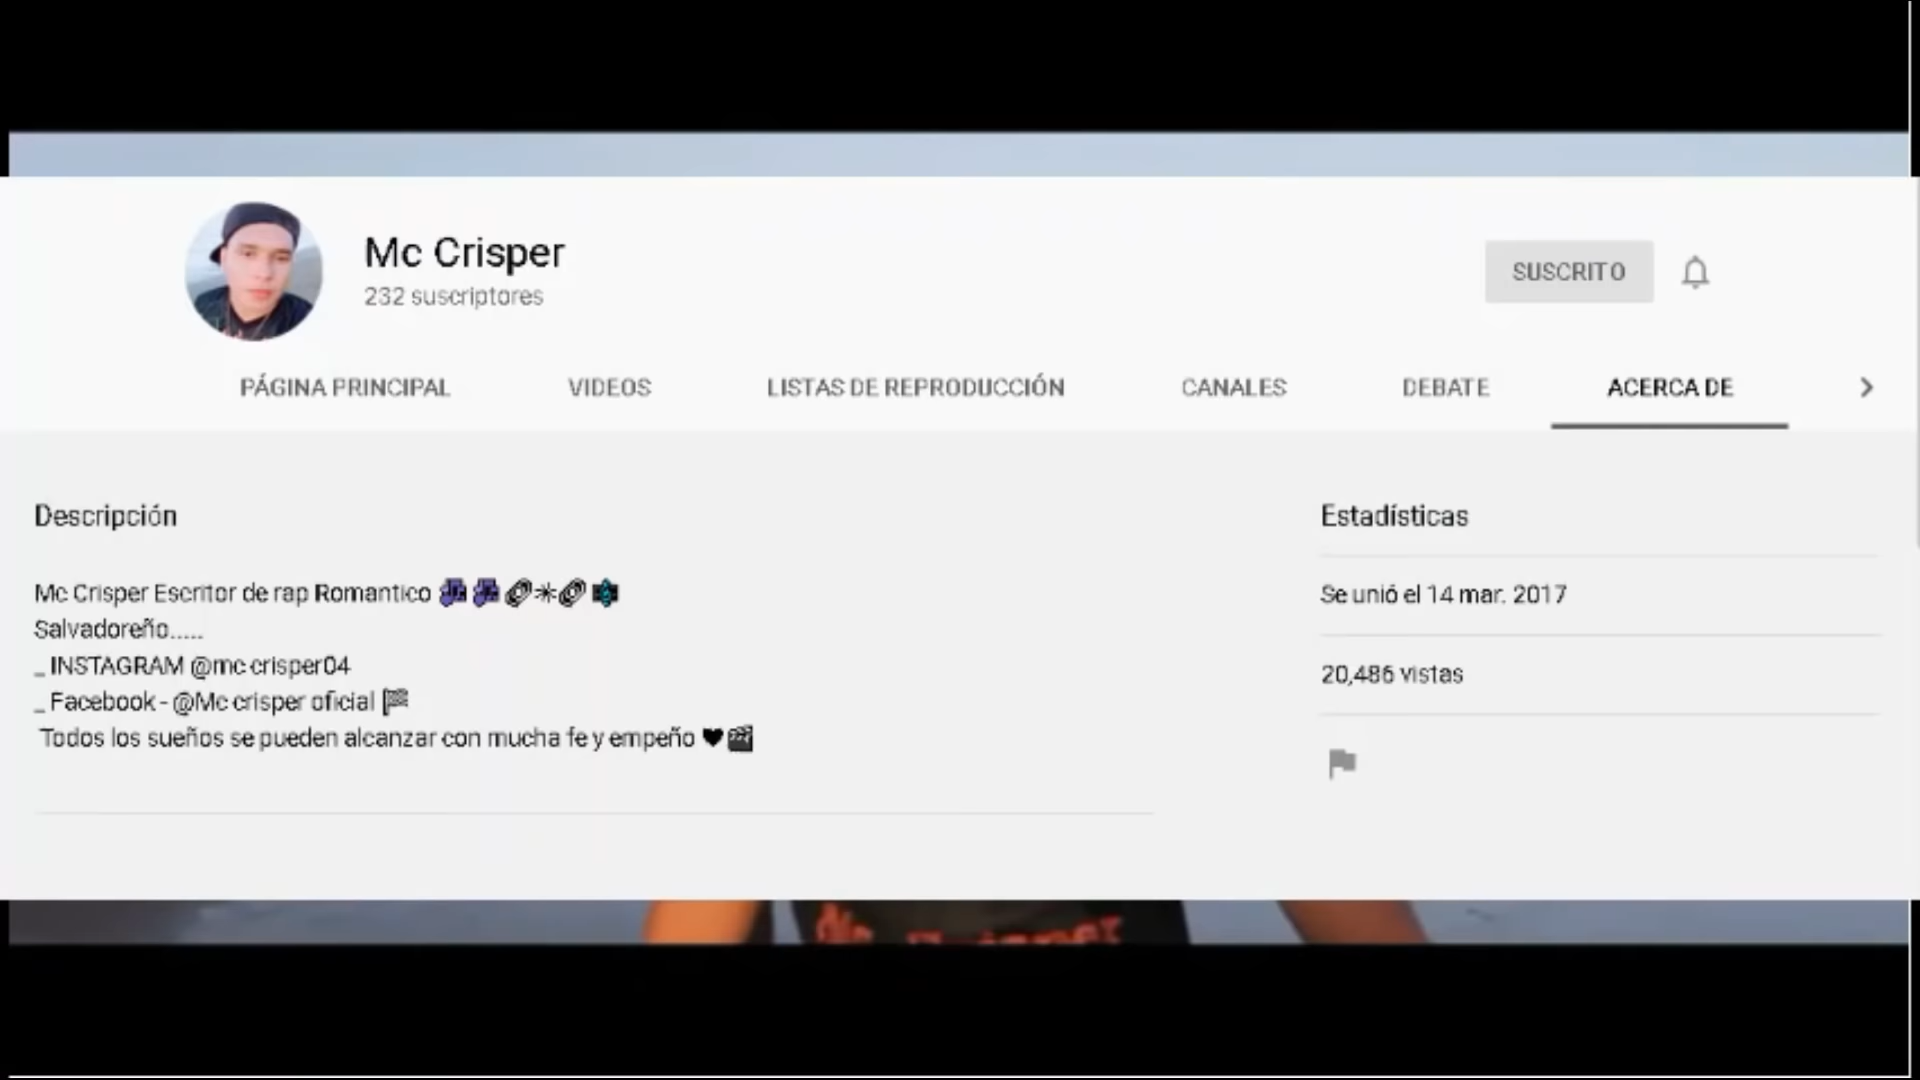 Mc Crisper
232 suscriptores
SUSCRITO
PÁGINA PRINCIPAL
VIDEOS
LISTAS DE REPRODUCCIÓN
CANALES
DEBATE
ACERCA DE
Descripción
Mc Crisper Escritor de rap Romantico
Salvadoreño.....
_ INSTAGRAM @mc crisper04
_ Facebook - @Mc crisper oficial
Todos los sueños se pueden alcanzar con mucha fe y empeño ♥
Estadísticas
Se unió el 14 mar. 2017
20,486 vistas